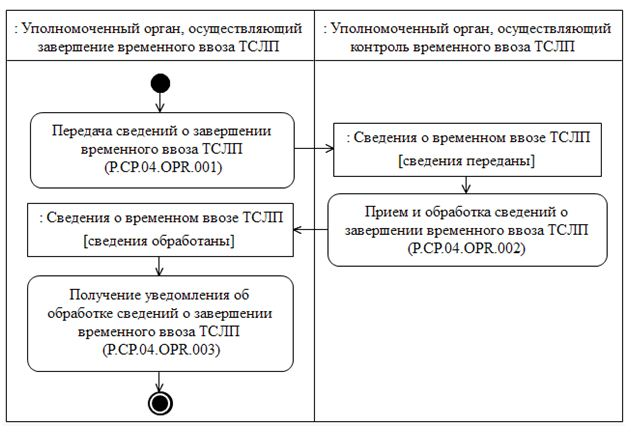 : Уполномоченный орган, осуществляющий
завершение временного ввоза ТСЛП
: Уполномоченный орган, осуществляющий
контроль временного ввоза ТСЛП
Передача сведений о завершении
временного ввоза ТСЛП
(P.CP.04.OPR.001)
: Сведения о временном ввозе ТСЛП
[сведения переданы]
Прием и обработка сведений о
завершении временного ввоза ТСЛП
(P.CP.04.OPR.002)
: Сведения о временном ввозе ТСЛП
[сведения обработаны]
Получение уведомления об
обработке сведений о завершении
временного ввоза ТСЛП
(P.CP.04.OPR.003)